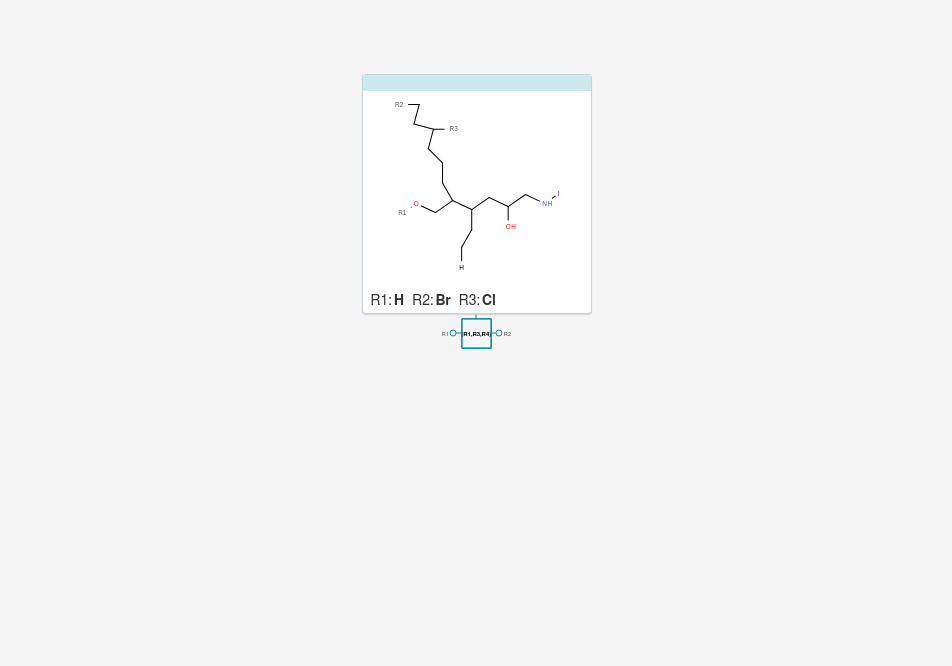 R2
R3
I
O
NH
R1
OH
H
R1: H R2: Br R3: Cl
R1 R1,R3,R4 R2